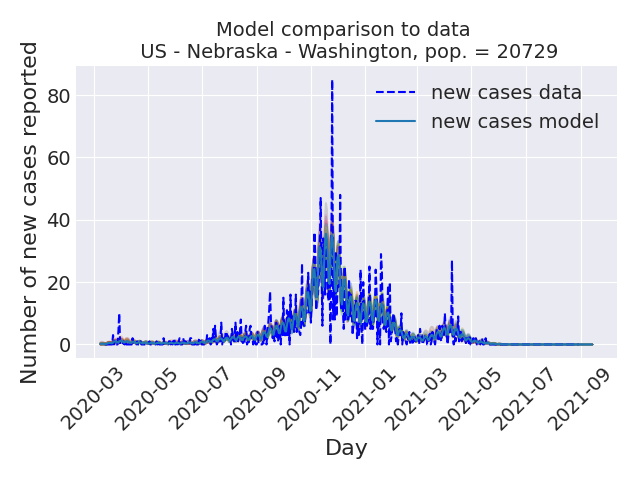 Model comparison to data
US - Nebraska - Washington, pop. = 20729
Number of new cases reported
80
60
40
20
0
new cases data
new cases model
2020-03
2020-05
2020-07
2020-09
2020-11
2021-01
2021-03
2021-05
2021-07
2021-09
Day